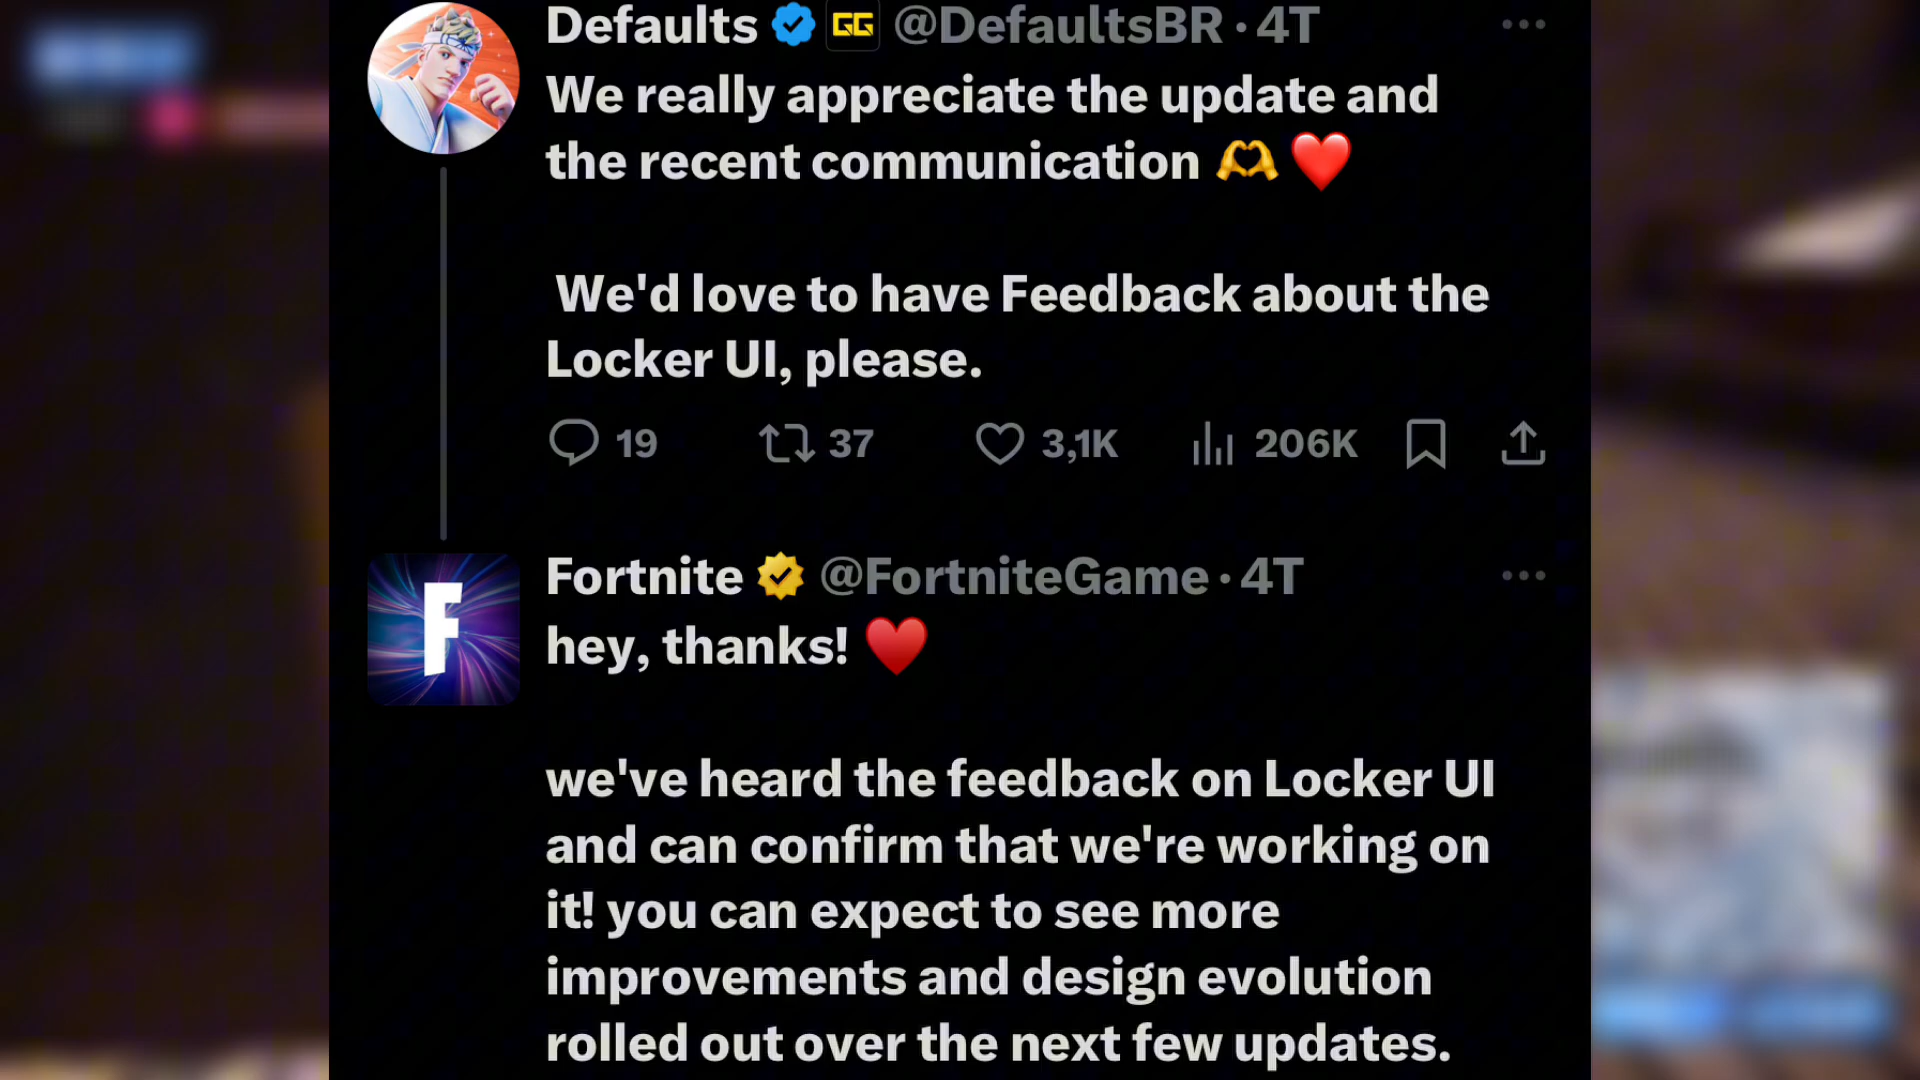 Defaults GG @DefaultsBR · 4T
We really appreciate the update and
the recent communication 🫶 ❤️
We'd love to have Feedback about the
Locker UI, please.
19 37 3,1K 206K
Fortnite @FortniteGame · 4T
F
hey, thanks! ♥️
we've heard the feedback on Locker UI
and can confirm that we're working on
it! you can expect to see more
improvements and design evolution
rolled out over the next few updates.